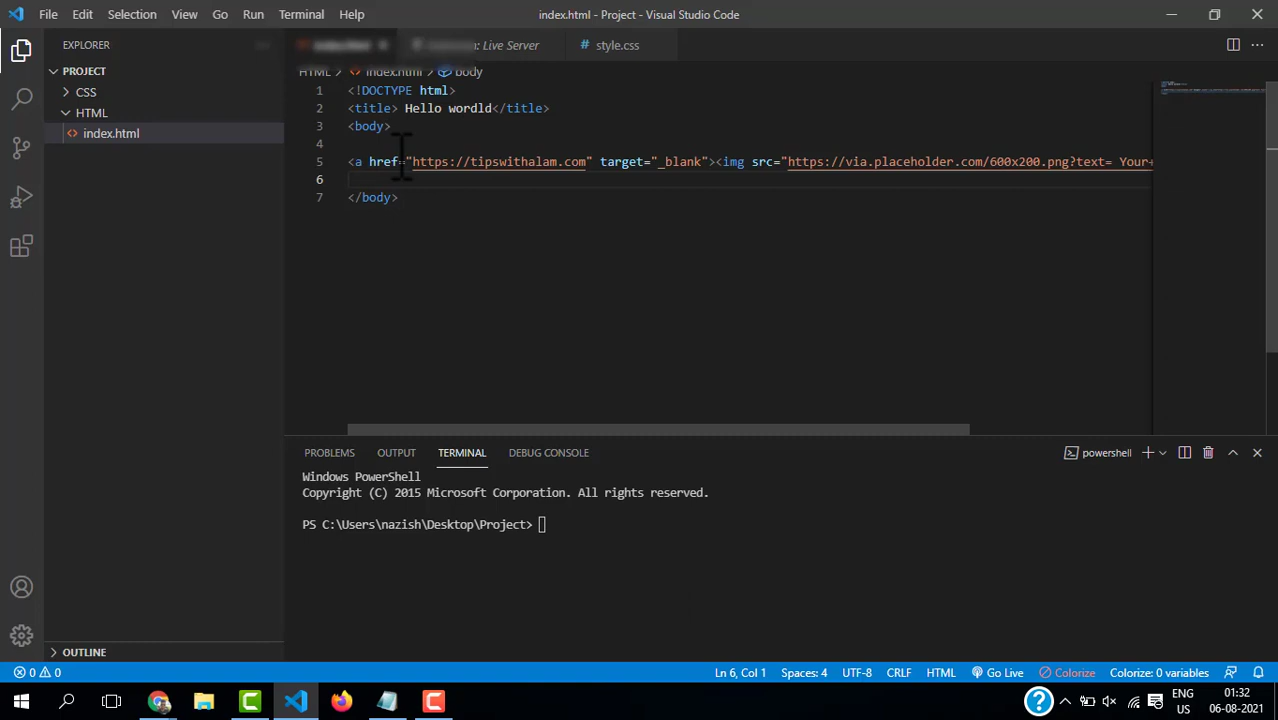 File Edit Selection View Go Run Terminal Help index.html - Project - Visual Studio Code
EXPLORER
: Live Server
# style.css
PROJECT
HTML > index.html > body
CSS
HTML
index.html
1 <!DOCTYPE html>
2 <title> Hello wordld</title>
3 <body>
4
5 <a href="https://tipswithalam.com" target="_blank"><img src="https://via.placeholder.com/600x200.png?text= Your+
6
7 </body>
PROBLEMS OUTPUT TERMINAL DEBUG CONSOLE
powershell
Windows PowerShell
Copyright (C) 2015 Microsoft Corporation. All rights reserved.
PS C:\Users\nazish\Desktop\Project>
OUTLINE
0 0 Ln 6, Col 1 Spaces: 4 UTF-8 CRLF HTML Go Live Colorize Colorize: 0 variables
ENG
US
01:32
06-08-2021